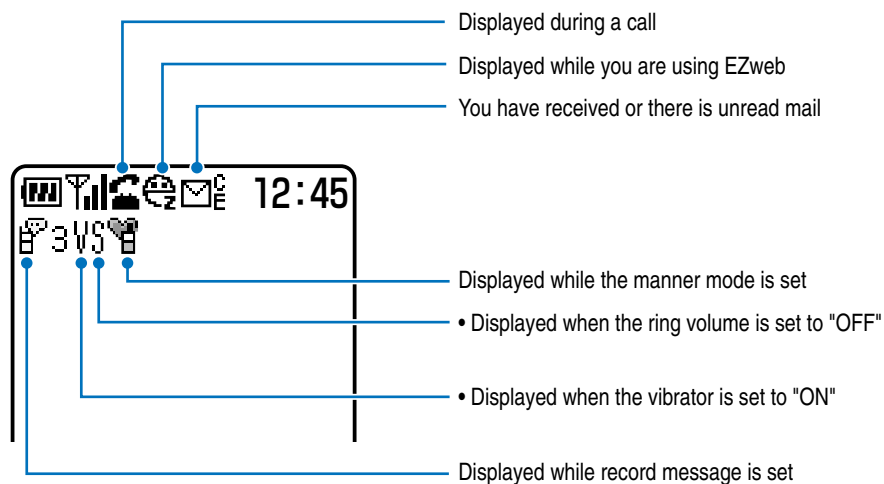 Displayed during a call
Displayed while you are using EZweb
You have received or there is unread mail
12:45
3VS
Displayed while the manner mode is set
• Displayed when the ring volume is set to "OFF"
• Displayed when the vibrator is set to "ON"
Displayed while record message is set